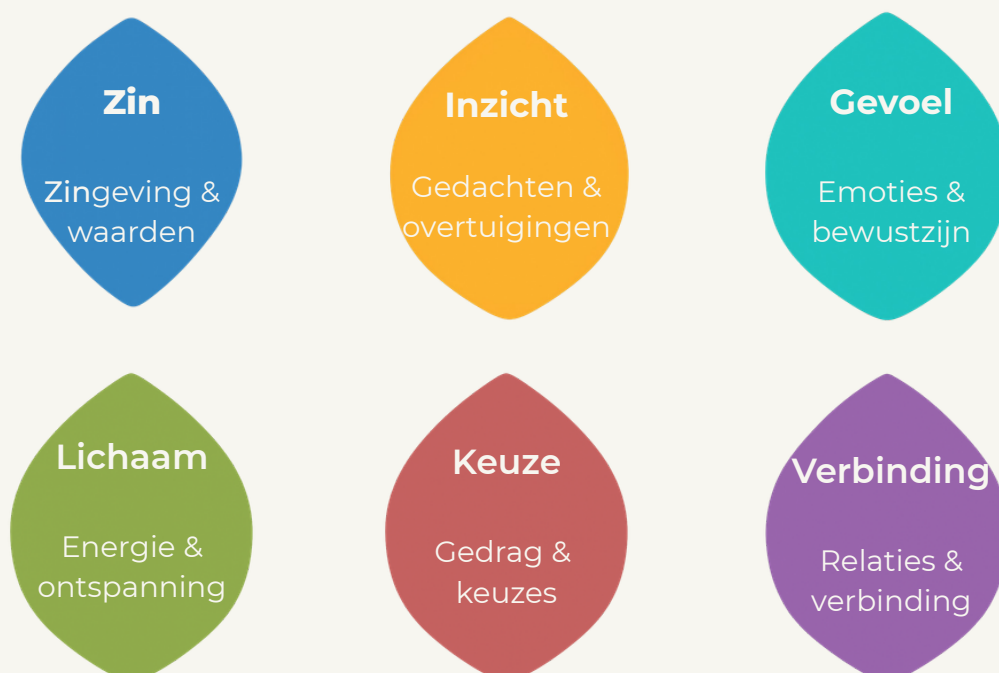 Zin
Zingeving &
waarden
Inzicht
Gedachten &
overtuigingen
Gevoel
Emoties &
bewustzijn
Lichaam
Energie &
ontspanning
Keuze
Gedrag &
keuzes
Verbinding
Relaties &
verbinding